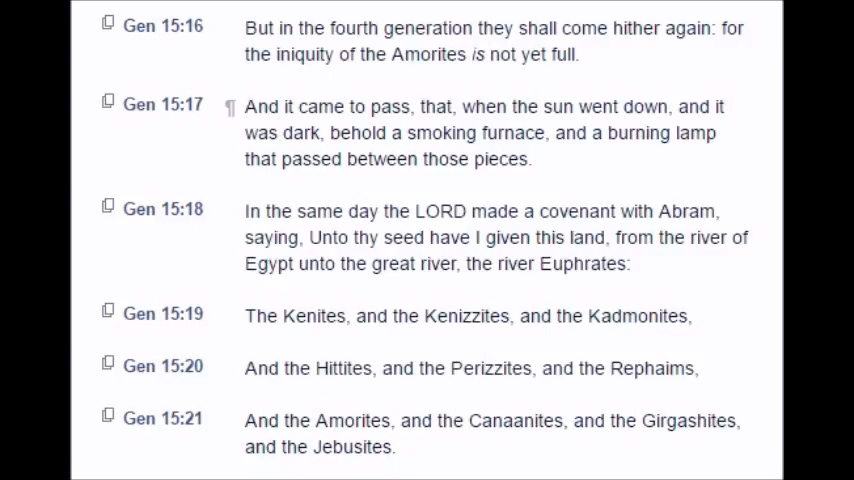 Gen 15:16 But in the fourth generation they shall come hither again: for
the iniquity of the Amorites is not yet full.
Gen 15:17 ¶ And it came to pass, that, when the sun went down, and it
was dark, behold a smoking furnace, and a burning lamp
that passed between those pieces.
Gen 15:18 In the same day the LORD made a covenant with Abram,
saying, Unto thy seed have I given this land, from the river of
Egypt unto the great river, the river Euphrates:
Gen 15:19 The Kenites, and the Kenizzites, and the Kadmonites,
Gen 15:20 And the Hittites, and the Perizzites, and the Rephaims,
Gen 15:21 And the Amorites, and the Canaanites, and the Girgashites,
and the Jebusites.